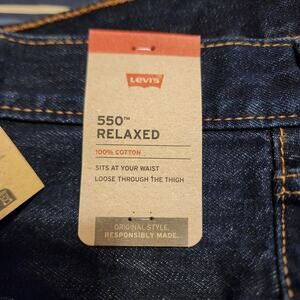 LEVI'S
550™
RELAXED
100% COTTON
SITS AT YOUR WAIST
LOOSE THROUGH THE THIGH
ORIGINAL STYLE,
RESPONSIBLY MADE.